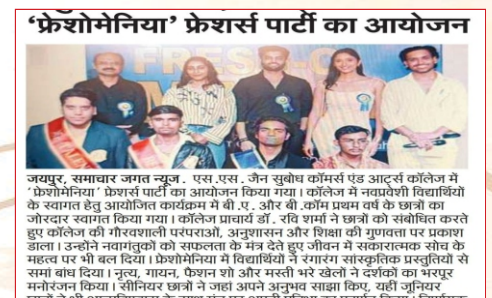 ‘फ्रेशोमेनिया’ फ्रेशर्स पार्टी का आयोजन
जयपुर, समाचार जगत न्यूज. एस.एस. जैन सुबोध कॉमर्स एंड आर्ट्स कॉलेज में
‘फ्रेशोमेनिया’ फ्रेशर्स पार्टी का आयोजन किया गया। कॉलेज में नवप्रवेशी विद्यार्थियों
के स्वागत हेतु आयोजित कार्यक्रम में बी.ए. और बी.कॉम प्रथम वर्ष के छात्रों का
जोरदार स्वागत किया गया। कॉलेज प्राचार्य डॉ. रवि शर्मा ने छात्रों को संबोधित करते
हुए कॉलेज की गौरवशाली परंपराओं, अनुशासन और शिक्षा की गुणवत्ता पर प्रकाश
डाला। उन्होंने नवागंतुकों को सफलता के मंत्र देते हुए जीवन में सकारात्मक सोच के
महत्व पर भी बल दिया। फ्रेशोमेनिया में विद्यार्थियों ने रंगारंग सांस्कृतिक प्रस्तुतियों से
समां बांध दिया। नृत्य, गायन, फैशन शो और मस्ती भरे खेलों ने दर्शकों का भरपूर
मनोरंजन किया। सीनियर छात्रों ने जहां अपने अनुभव साझा किए, वहीं जूनियर